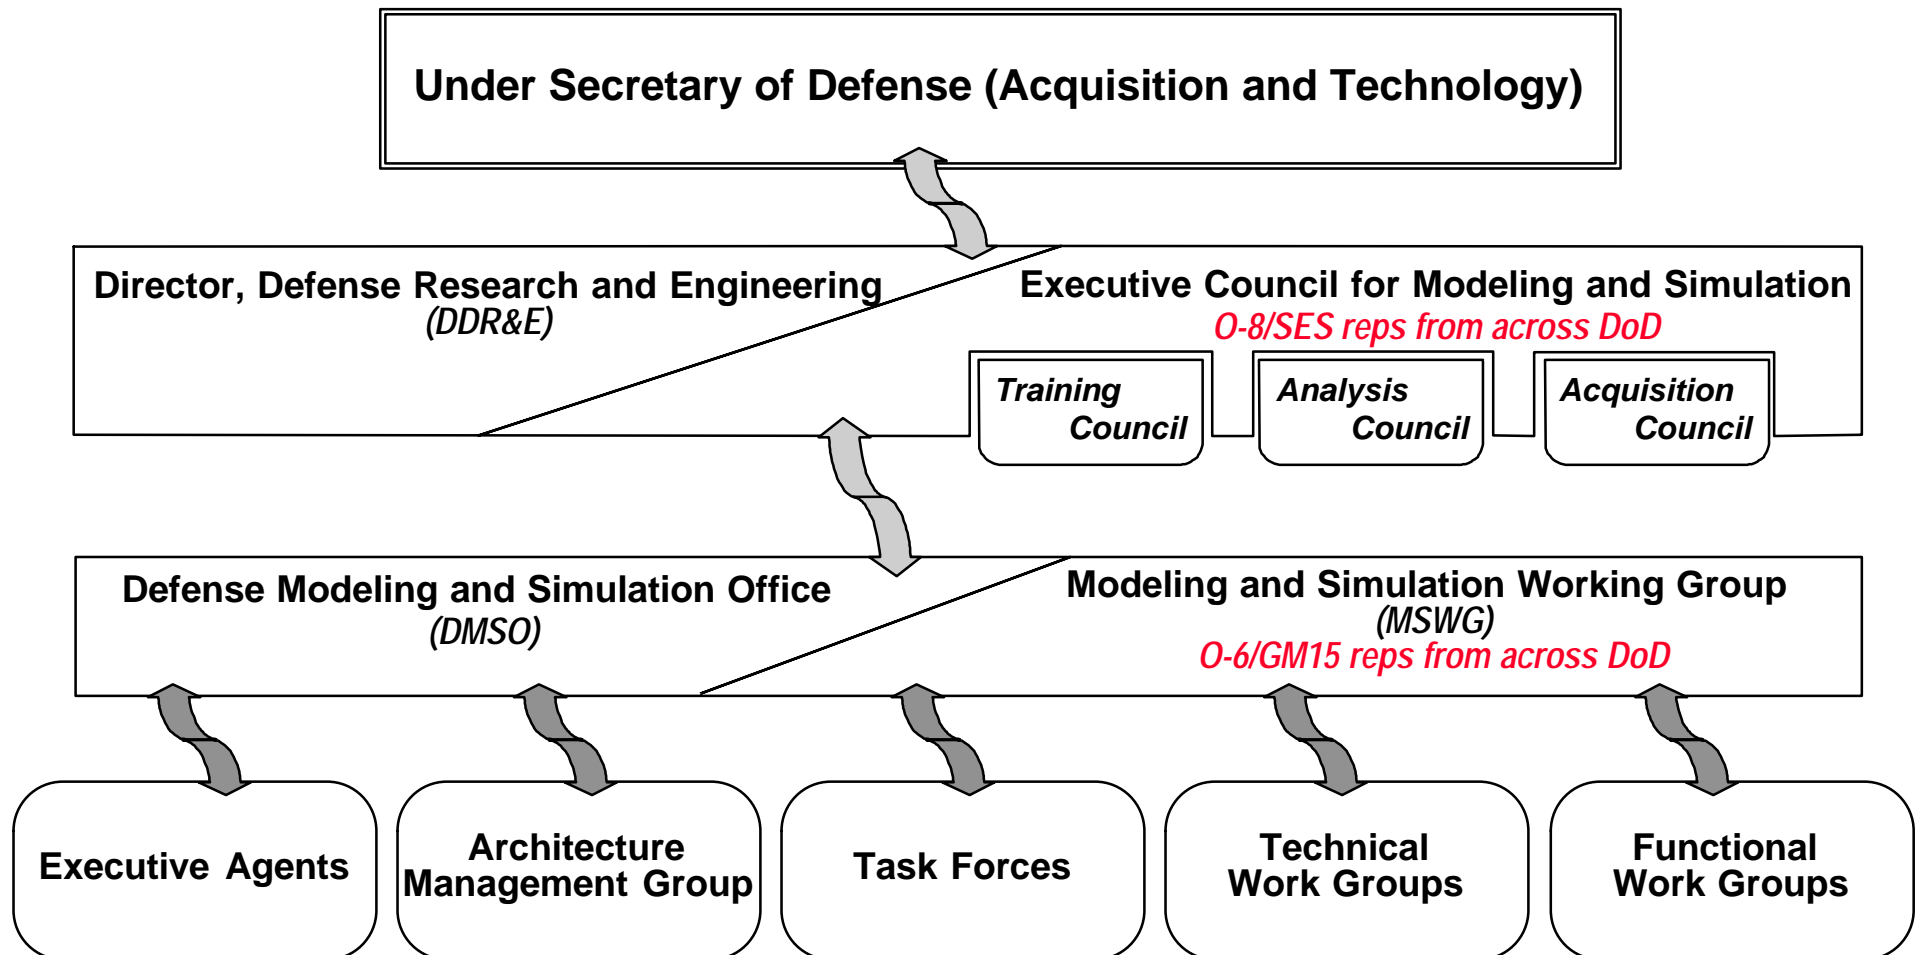 Under Secretary of Defense (Acquisition and Technology)
Director, Defense Research and Engineering
(DDR&E)
Executive Council for Modeling and Simulation
O-8/SES reps from across DoD
Training
Council
Analysis
Council
Acquisition
Council
Defense Modeling and Simulation Office
(DMSO)
Modeling and Simulation Working Group
(MSWG)
O-6/GM15 reps from across DoD
Executive Agents
Architecture
Management Group
Task Forces
Technical
Work Groups
Functional
Work Groups